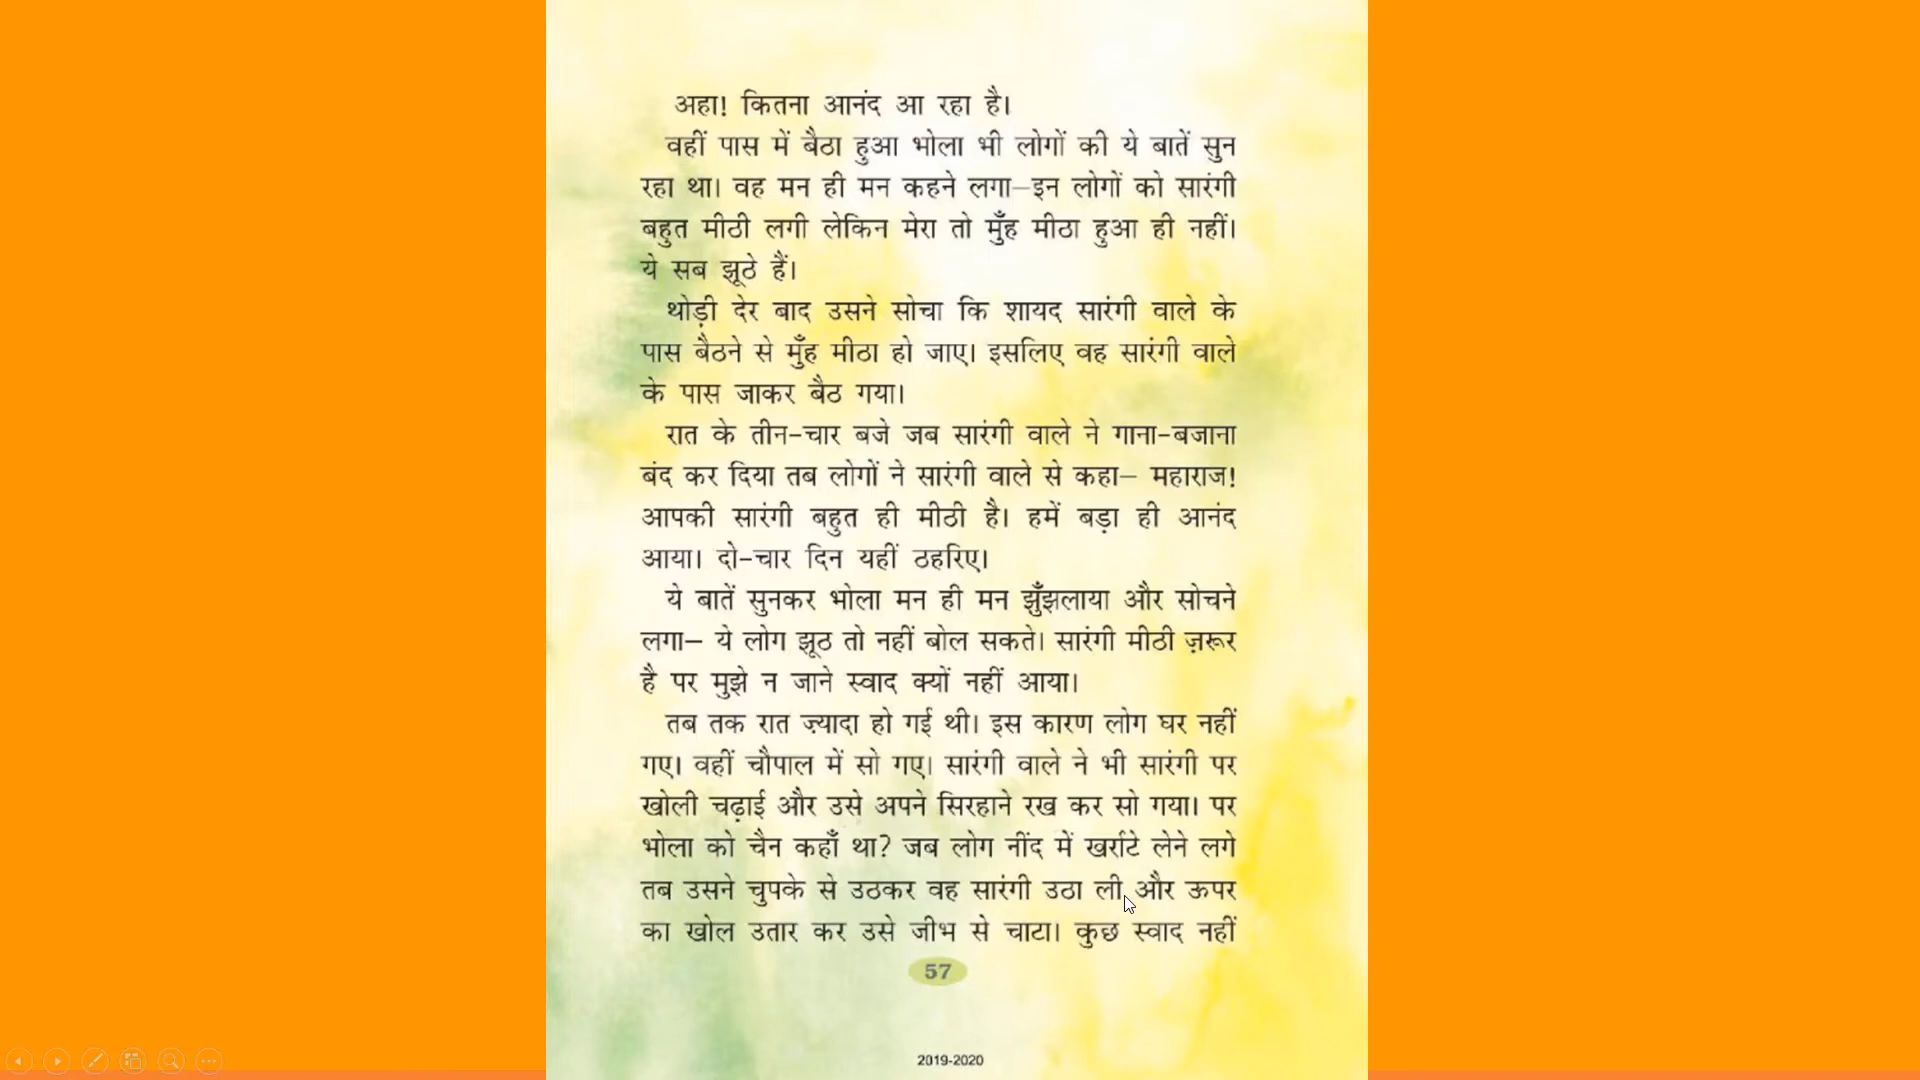 अहा! कितना आनंद आ रहा है।
वहीं पास में बैठा हुआ भोला भी लोगों की ये बातें सुन
रहा था। वह मन ही मन कहने लगा–इन लोगों को सारंगी
बहुत मीठी लगी लेकिन मेरा तो मुँह मीठा हुआ ही नहीं।
ये सब झूठे हैं।
थोड़ी देर बाद उसने सोचा कि शायद सारंगी वाले के
पास बैठने से मुँह मीठा हो जाए। इसलिए वह सारंगी वाले
के पास जाकर बैठ गया।
रात के तीन-चार बजे जब सारंगी वाले ने गाना-बजाना
बंद कर दिया तब लोगों ने सारंगी वाले से कहा– महाराज!
आपकी सारंगी बहुत ही मीठी है। हमें बड़ा ही आनंद
आया। दो-चार दिन यहीं ठहरिए।
ये बातें सुनकर भोला मन ही मन झुँझलाया और सोचने
लगा– ये लोग झूठ तो नहीं बोल सकते। सारंगी मीठी ज़रूर
है पर मुझे न जाने स्वाद क्यों नहीं आया।
तब तक रात ज़्यादा हो गई थी। इस कारण लोग घर नहीं
गए। वहीं चौपाल में सो गए। सारंगी वाले ने भी सारंगी पर
खोली चढ़ाई और उसे अपने सिरहाने रख कर सो गया। पर
भोला को चैन कहाँ था? जब लोग नींद में खर्राटे लेने लगे
तब उसने चुपके से उठकर वह सारंगी उठा ली और ऊपर
का खोल उतार कर उसे जीभ से चाटा। कुछ स्वाद नहीं
57
2019-2020